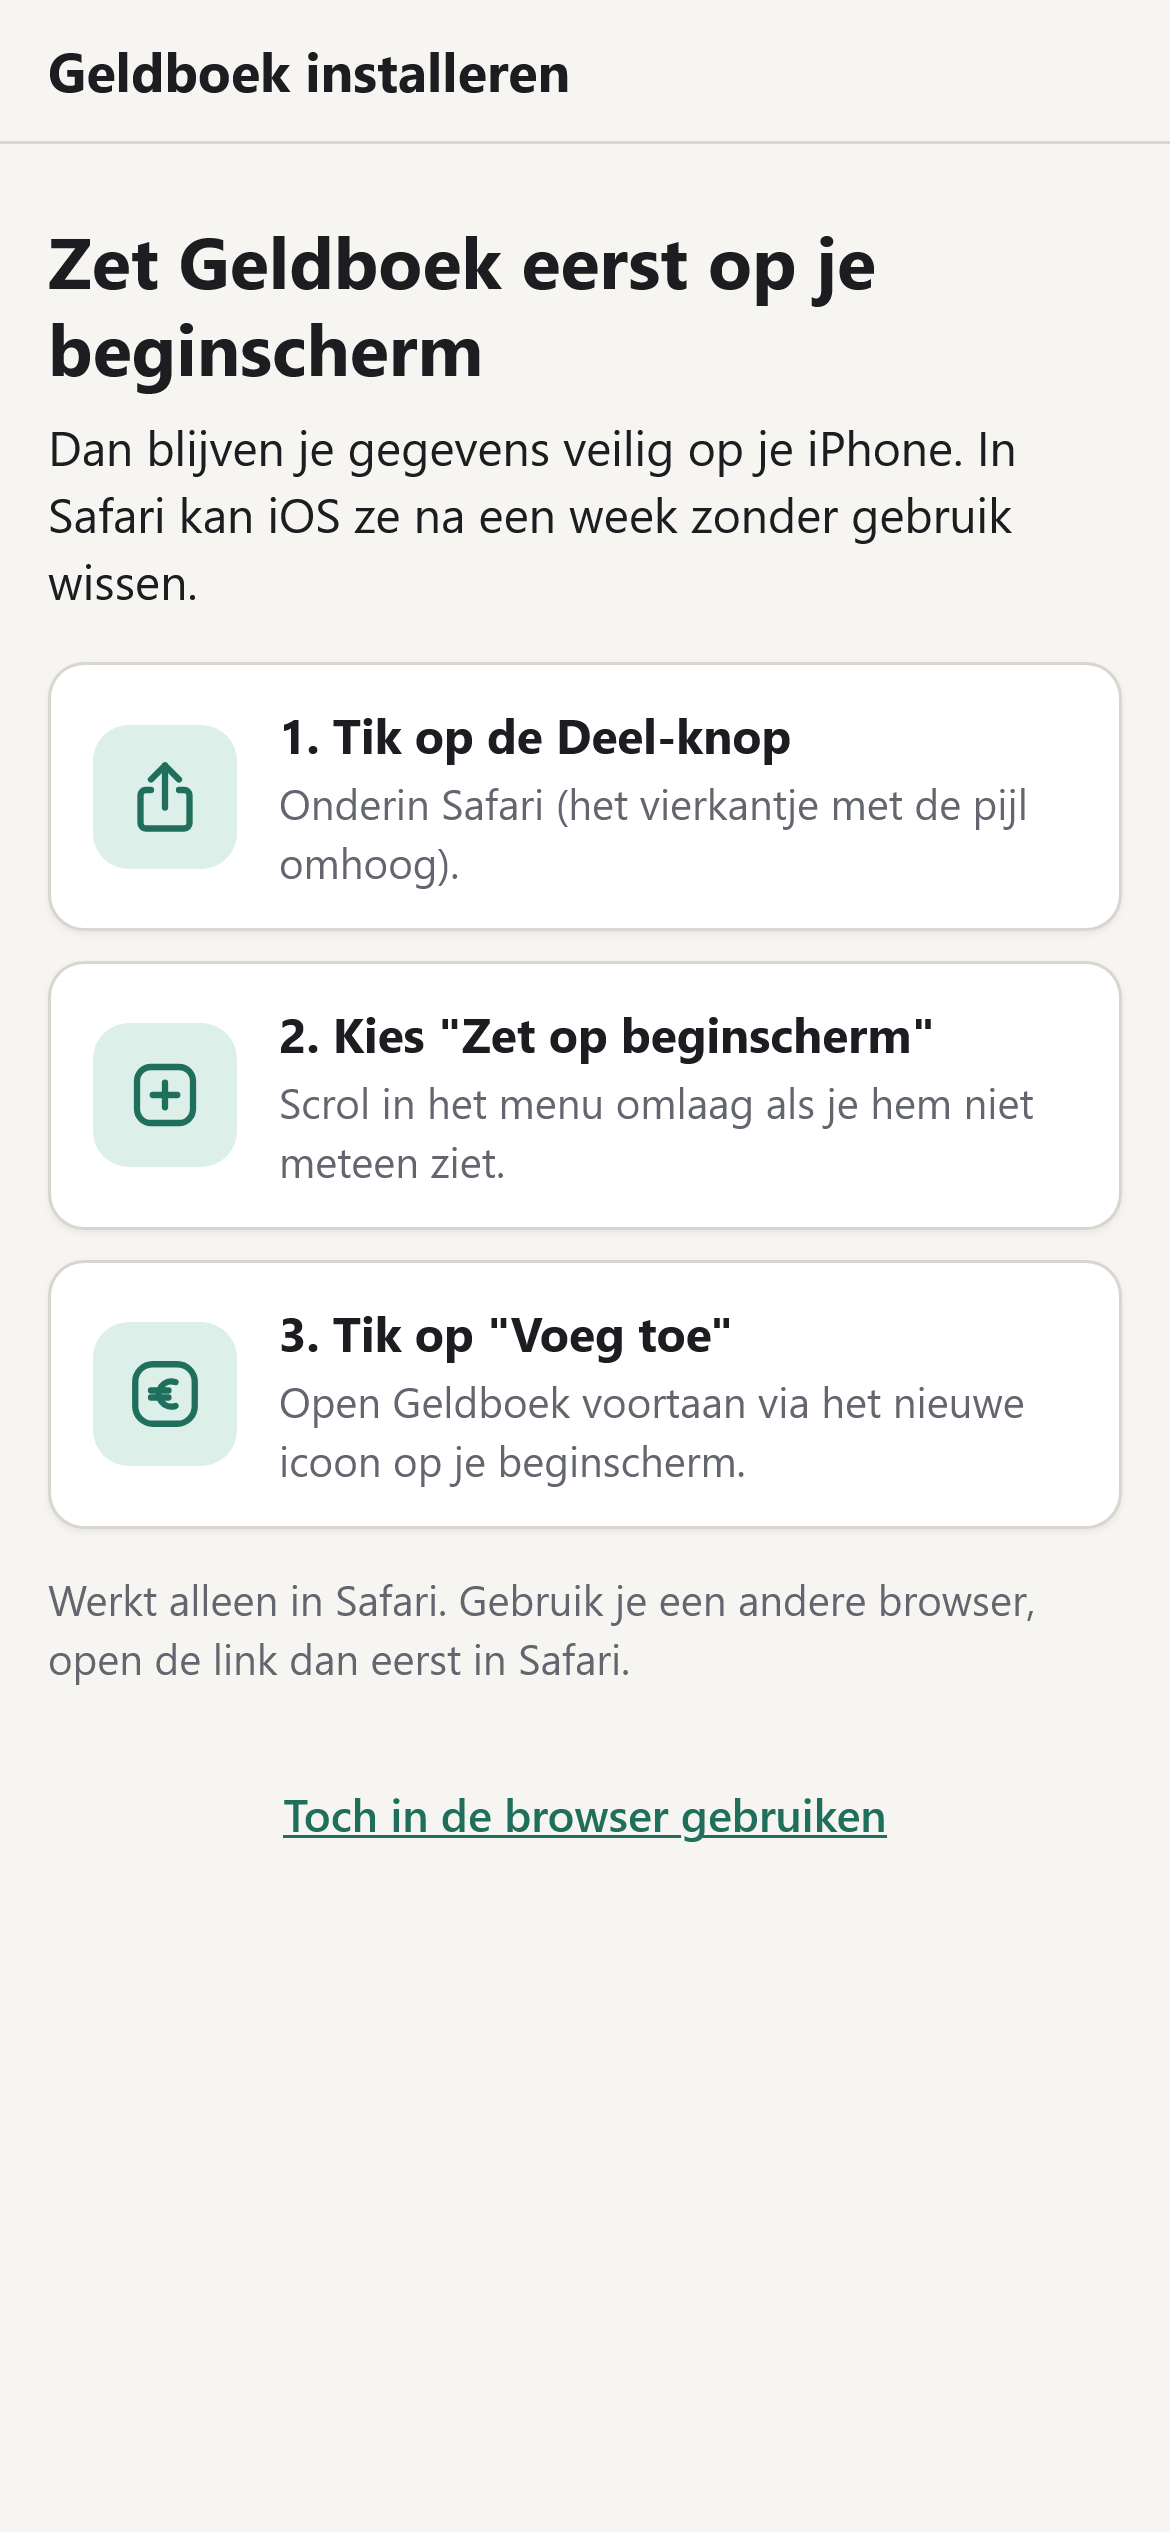 Geldboek installeren
Zet Geldboek eerst op je
beginscherm
Dan blijven je gegevens veilig op je iPhone. In
Safari kan iOS ze na een week zonder gebruik
wissen.
1. Tik op de Deel-knop
Onderin Safari (het vierkantje met de pijl
omhoog).
2. Kies "Zet op beginscherm"
Scrol in het menu omlaag als je hem niet
meteen ziet.
€
3. Tik op "Voeg toe"
Open Geldboek voortaan via het nieuwe
icoon op je beginscherm.
Werkt alleen in Safari. Gebruik je een andere browser,
open de link dan eerst in Safari.
Toch in de browser gebruiken